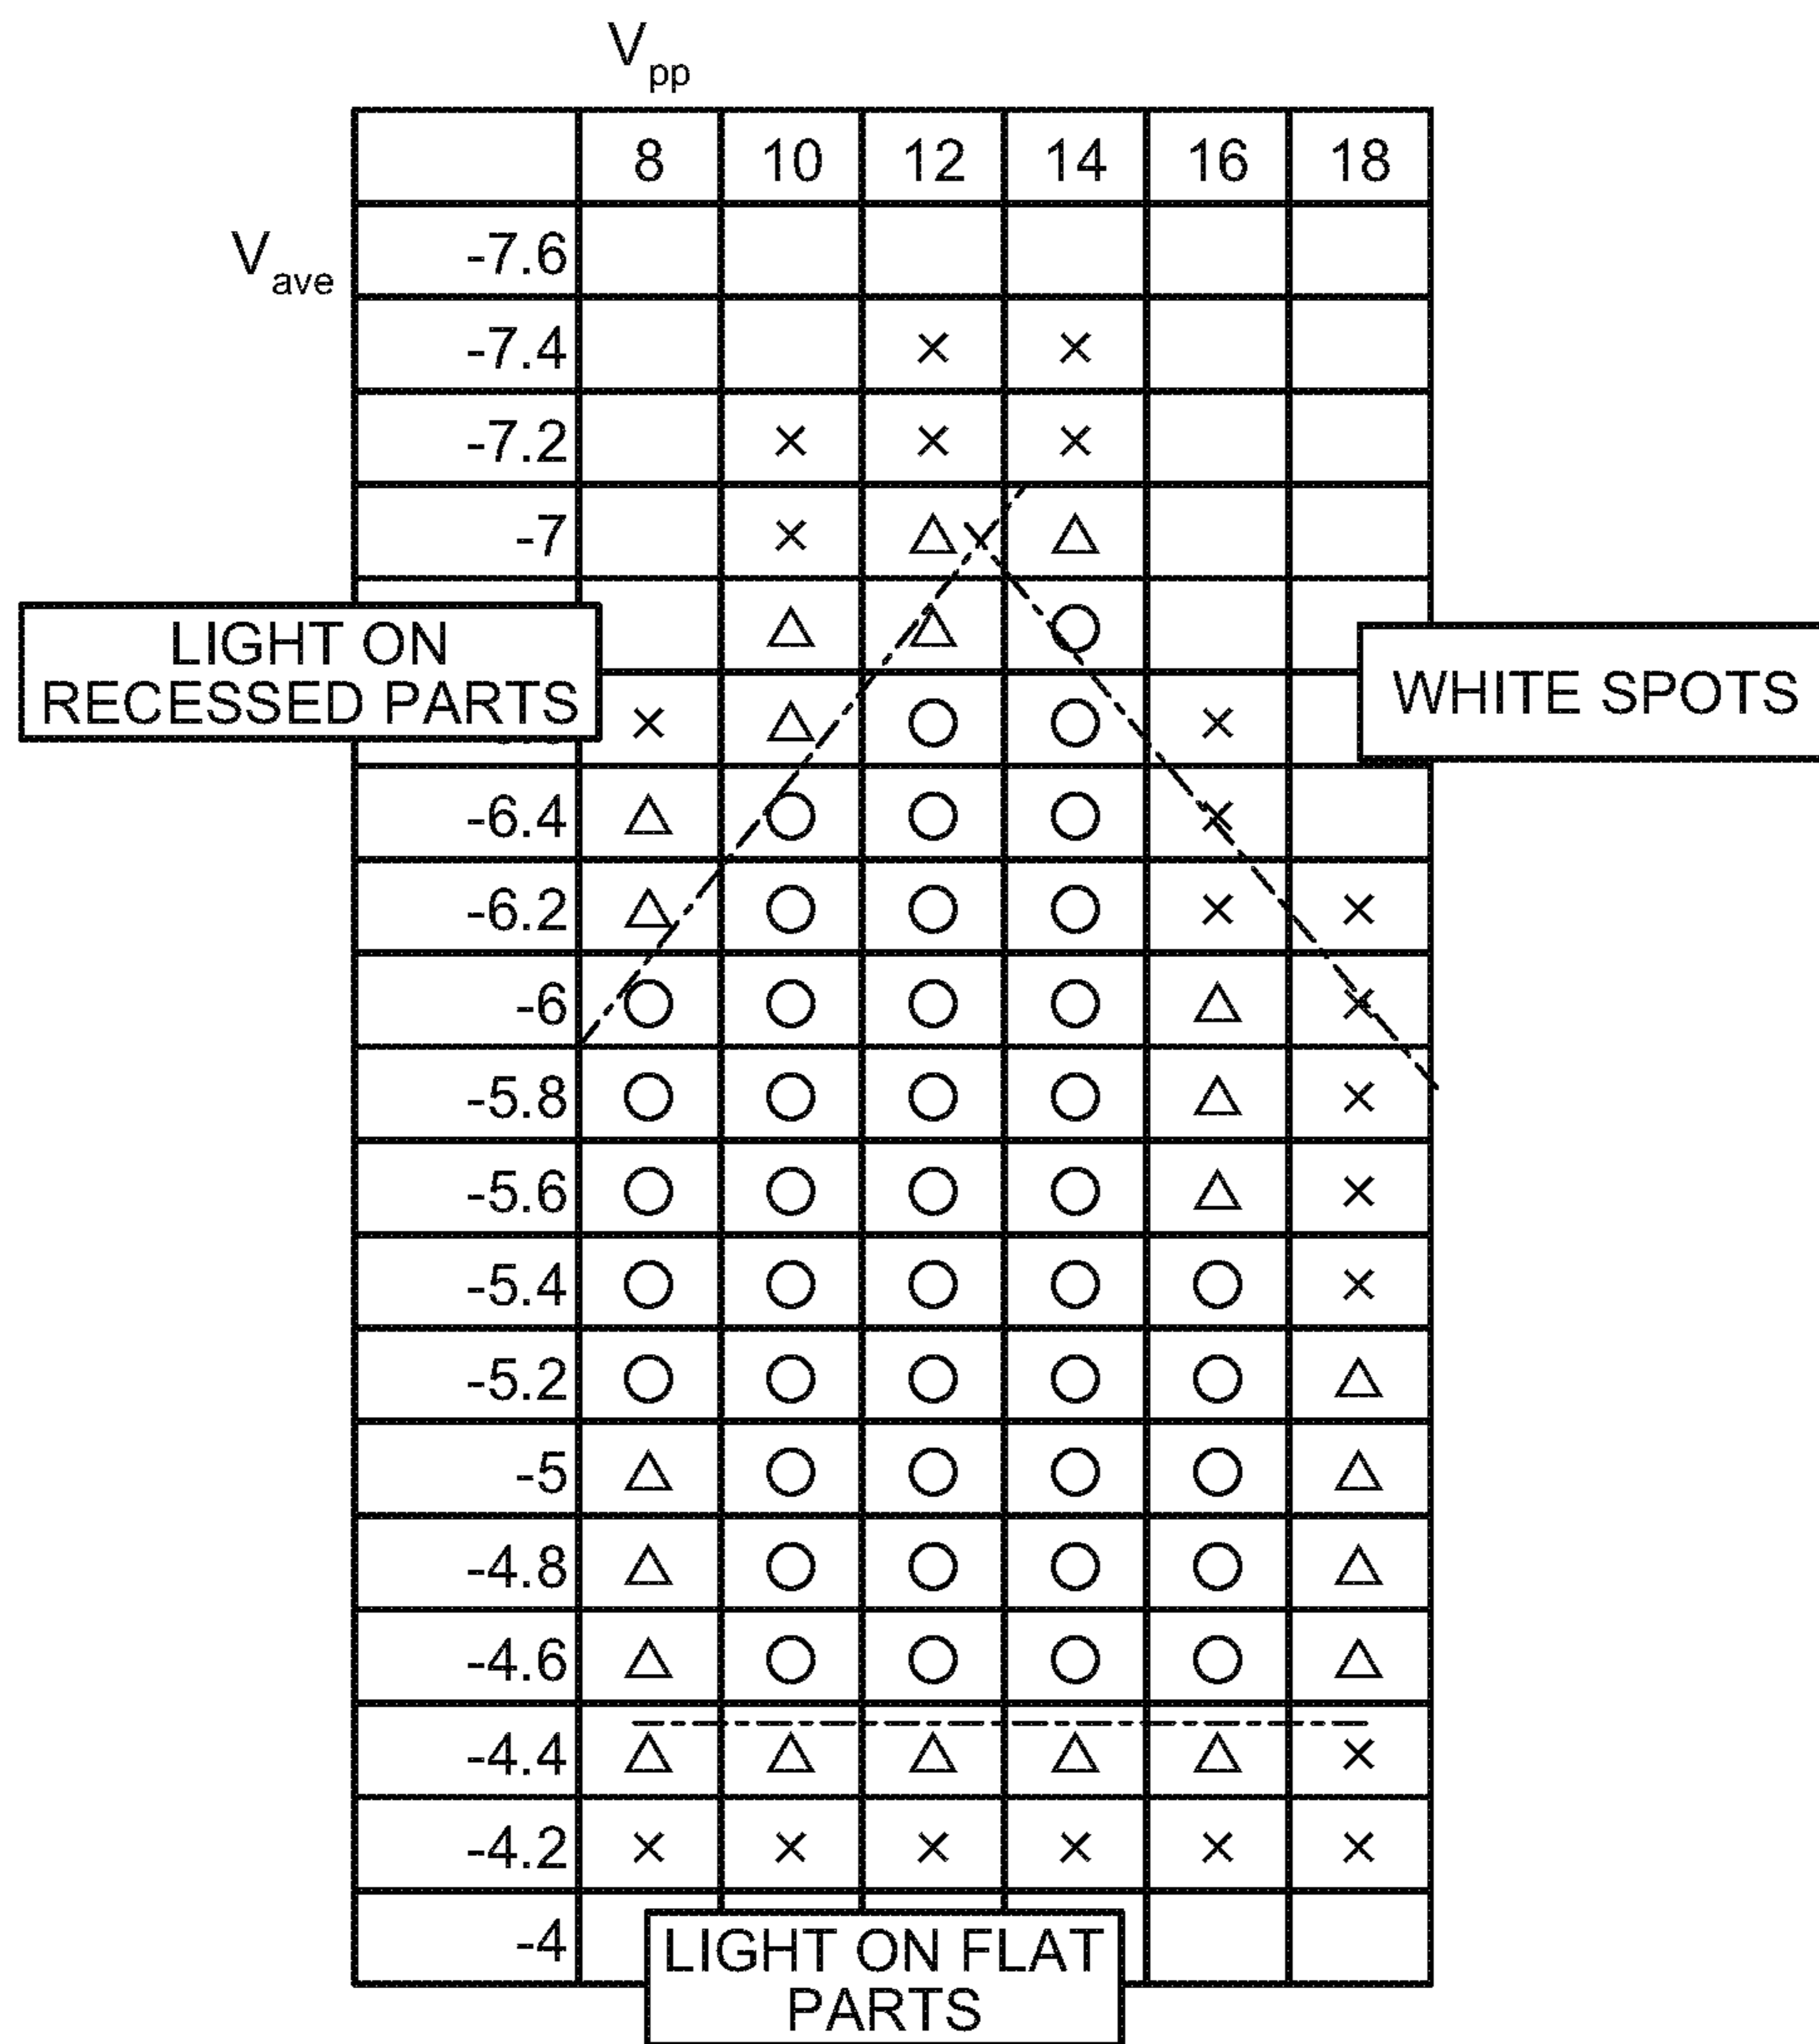 Vpp
8 10 12 14 16 18
Vave
-7.6
-7.4 × ×
-7.2 × × ×
-7 × △ △
△ △ ○
LIGHT ON
RECESSED PARTS
WHITE SPOTS
× △ ○ ○ ×
-6.4 △ ○ ○ ○ ×
-6.2 △ ○ ○ ○ × ×
-6 ○ ○ ○ ○ △ ×
-5.8 ○ ○ ○ ○ △ ×
-5.6 ○ ○ ○ ○ △ ×
-5.4 ○ ○ ○ ○ ○ ×
-5.2 ○ ○ ○ ○ ○ △
-5 △ ○ ○ ○ ○ △
-4.8 △ ○ ○ ○ ○ △
-4.6 △ ○ ○ ○ ○ △
-4.4 △ △ △ △ △ ×
-4.2 × × × × × ×
-4
LIGHT ON FLAT
PARTS